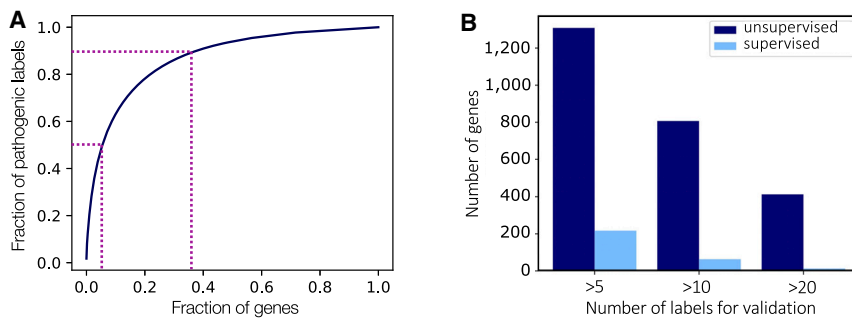 A
Fraction of pathogenic labels
1.0
0.8
0.6
0.4
0.2
0.0
0.0 0.2 0.4 0.6 0.8 1.0
Fraction of genes
B
Number of genes
1,200
1,000
800
600
400
200
0
unsupervised
supervised
>5 >10 >20
Number of labels for validation